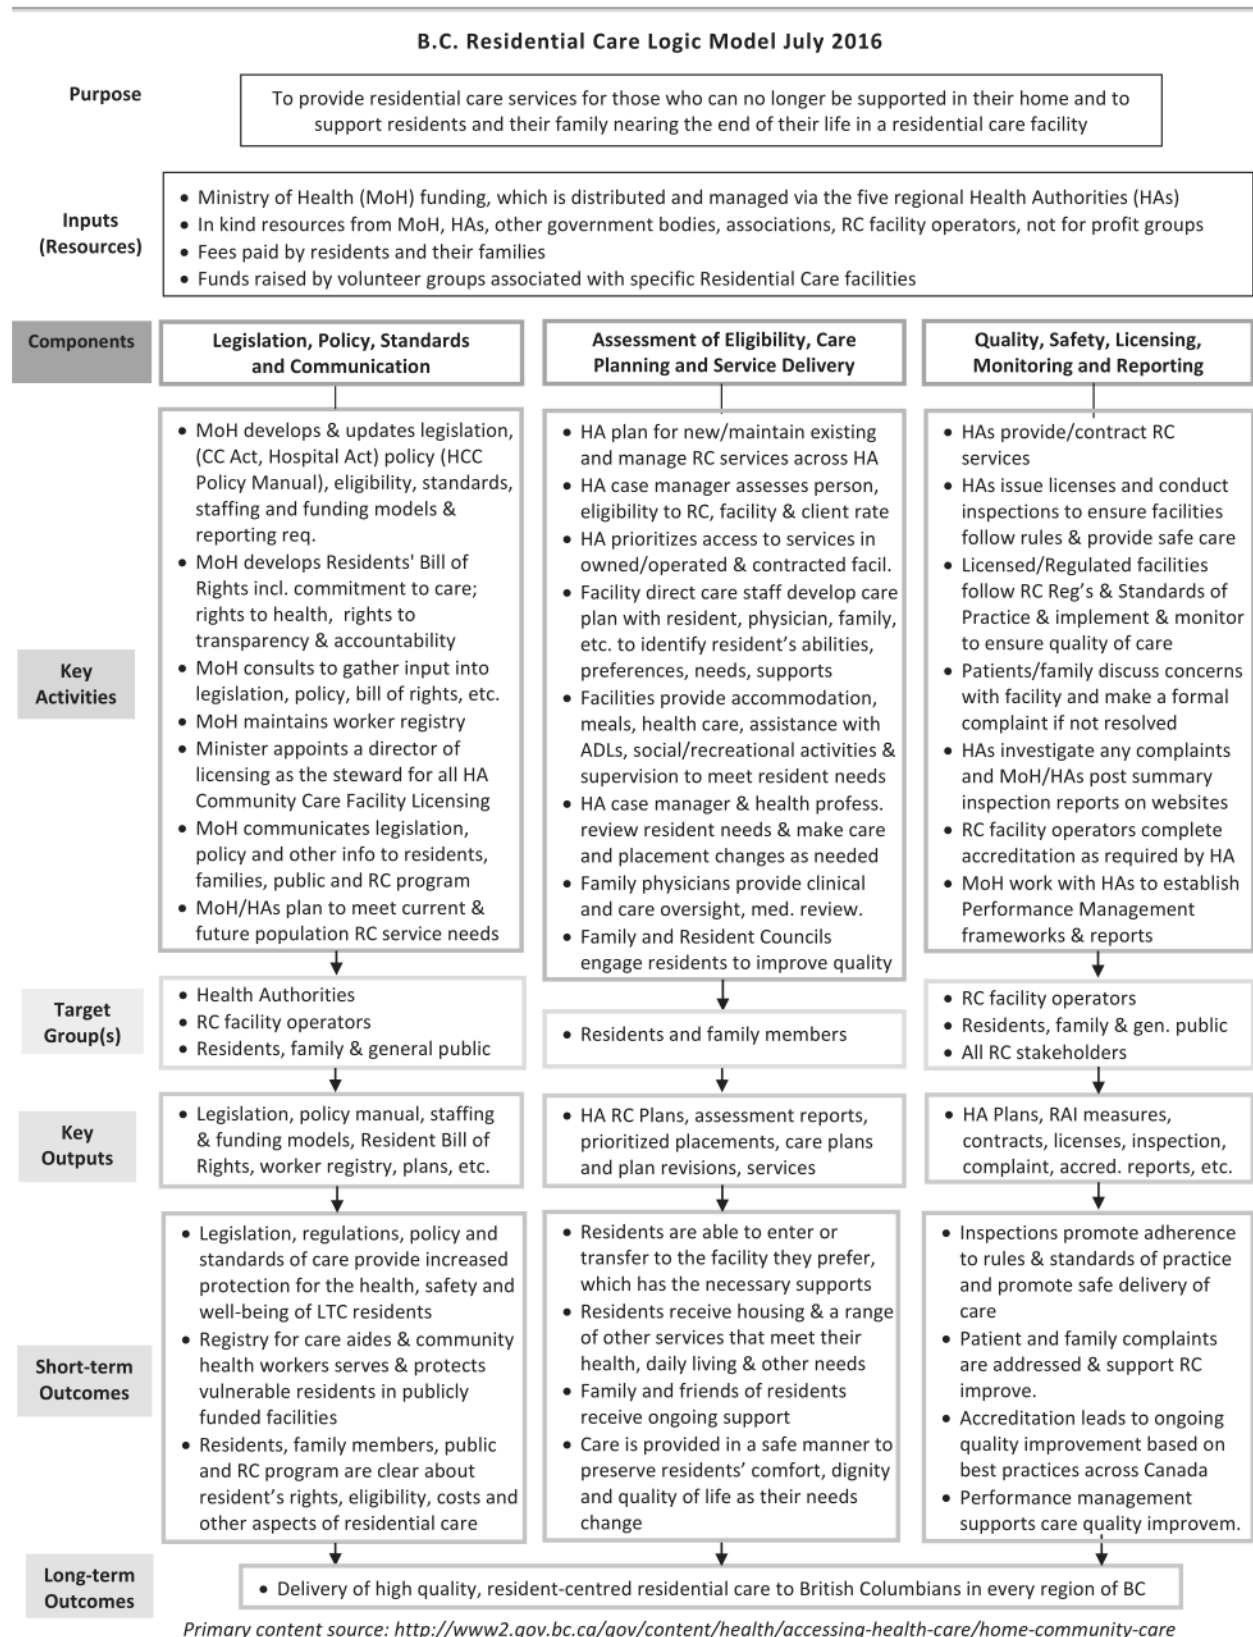 B.C. Residential Care Logic Model July 2016
Purpose
To provide residential care services for those who can no longer be supported in their home and to
support residents and their family nearing the end of their life in a residential care facility
Inputs
(Resources)
• Ministry of Health (MoH) funding, which is distributed and managed via the five regional Health Authorities (HAs)
• In kind resources from MoH, HAs, other government bodies, associations, RC facility operators, not for profit groups
• Fees paid by residents and their families
• Funds raised by volunteer groups associated with specific Residential Care facilities
Components
Legislation, Policy, Standards
and Communication
Assessment of Eligibility, Care
Planning and Service Delivery
Quality, Safety, Licensing,
Monitoring and Reporting
Key
Activities
• MoH develops & updates legislation,
(CC Act, Hospital Act) policy (HCC
Policy Manual), eligibility, standards,
staffing and funding models &
reporting req.
• MoH develops Residents' Bill of
Rights incl. commitment to care;
rights to health, rights to
transparency & accountability
• MoH consults to gather input into
legislation, policy, bill of rights, etc.
• MoH maintains worker registry
• Minister appoints a director of
licensing as the steward for all HA
Community Care Facility Licensing
• MoH communicates legislation,
policy and other info to residents,
families, public and RC program
• MoH/HAs plan to meet current &
future population RC service needs
• HA plan for new/maintain existing
and manage RC services across HA
• HA case manager assesses person,
eligibility to RC, facility & client rate
• HA prioritizes access to services in
owned/operated & contracted facil.
• Facility direct care staff develop care
plan with resident, physician, family,
etc. to identify resident's abilities,
preferences, needs, supports
• Facilities provide accommodation,
meals, health care, assistance with
ADLs, social/recreational activities &
supervision to meet resident needs
• HA case manager & health profess.
review resident needs & make care
and placement changes as needed
• Family physicians provide clinical
and care oversight, med. review.
• Family and Resident Councils
engage residents to improve quality
• HAs provide/contract RC
services
• HAs issue licenses and conduct
inspections to ensure facilities
follow rules & provide safe care
• Licensed/Regulated facilities
follow RC Reg's & Standards of
Practice & implement & monitor
to ensure quality of care
• Patients/family discuss concerns
with facility and make a formal
complaint if not resolved
• HAs investigate any complaints
and MoH/HAs post summary
inspection reports on websites
• RC facility operators complete
accreditation as required by HA
• MoH work with HAs to establish
Performance Management
frameworks & reports
Target
Group(s)
• Health Authorities
• RC facility operators
• Residents, family & general public
• Residents and family members
• RC facility operators
• Residents, family & gen. public
• All RC stakeholders
Key
Outputs
• Legislation, policy manual, staffing
& funding models, Resident Bill of
Rights, worker registry, plans, etc.
• HA RC Plans, assessment reports,
prioritized placements, care plans
and plan revisions, services
• HA Plans, RAI measures,
contracts, licenses, inspection,
complaint, accred. reports, etc.
Short-term
Outcomes
• Legislation, regulations, policy and
standards of care provide increased
protection for the health, safety and
well-being of LTC residents
• Registry for care aides & community
health workers serves & protects
vulnerable residents in publicly
funded facilities
• Residents, family members, public
and RC program are clear about
resident's rights, eligibility, costs and
other aspects of residential care
• Residents are able to enter or
transfer to the facility they prefer,
which has the necessary supports
• Residents receive housing & a range
of other services that meet their
health, daily living & other needs
• Family and friends of residents
receive ongoing support
• Care is provided in a safe manner to
preserve residents' comfort, dignity
and quality of life as their needs
change
• Inspections promote adherence
to rules & standards of practice
and promote safe delivery of
care
• Patient and family complaints
are addressed & support RC
improve.
• Accreditation leads to ongoing
quality improvement based on
best practices across Canada
• Performance management
supports care quality improvem.
Long-term
Outcomes
• Delivery of high quality, resident-centred residential care to British Columbians in every region of BC
Primary content source: http://www2.gov.bc.ca/gov/content/health/accessing-health-care/home-community-care